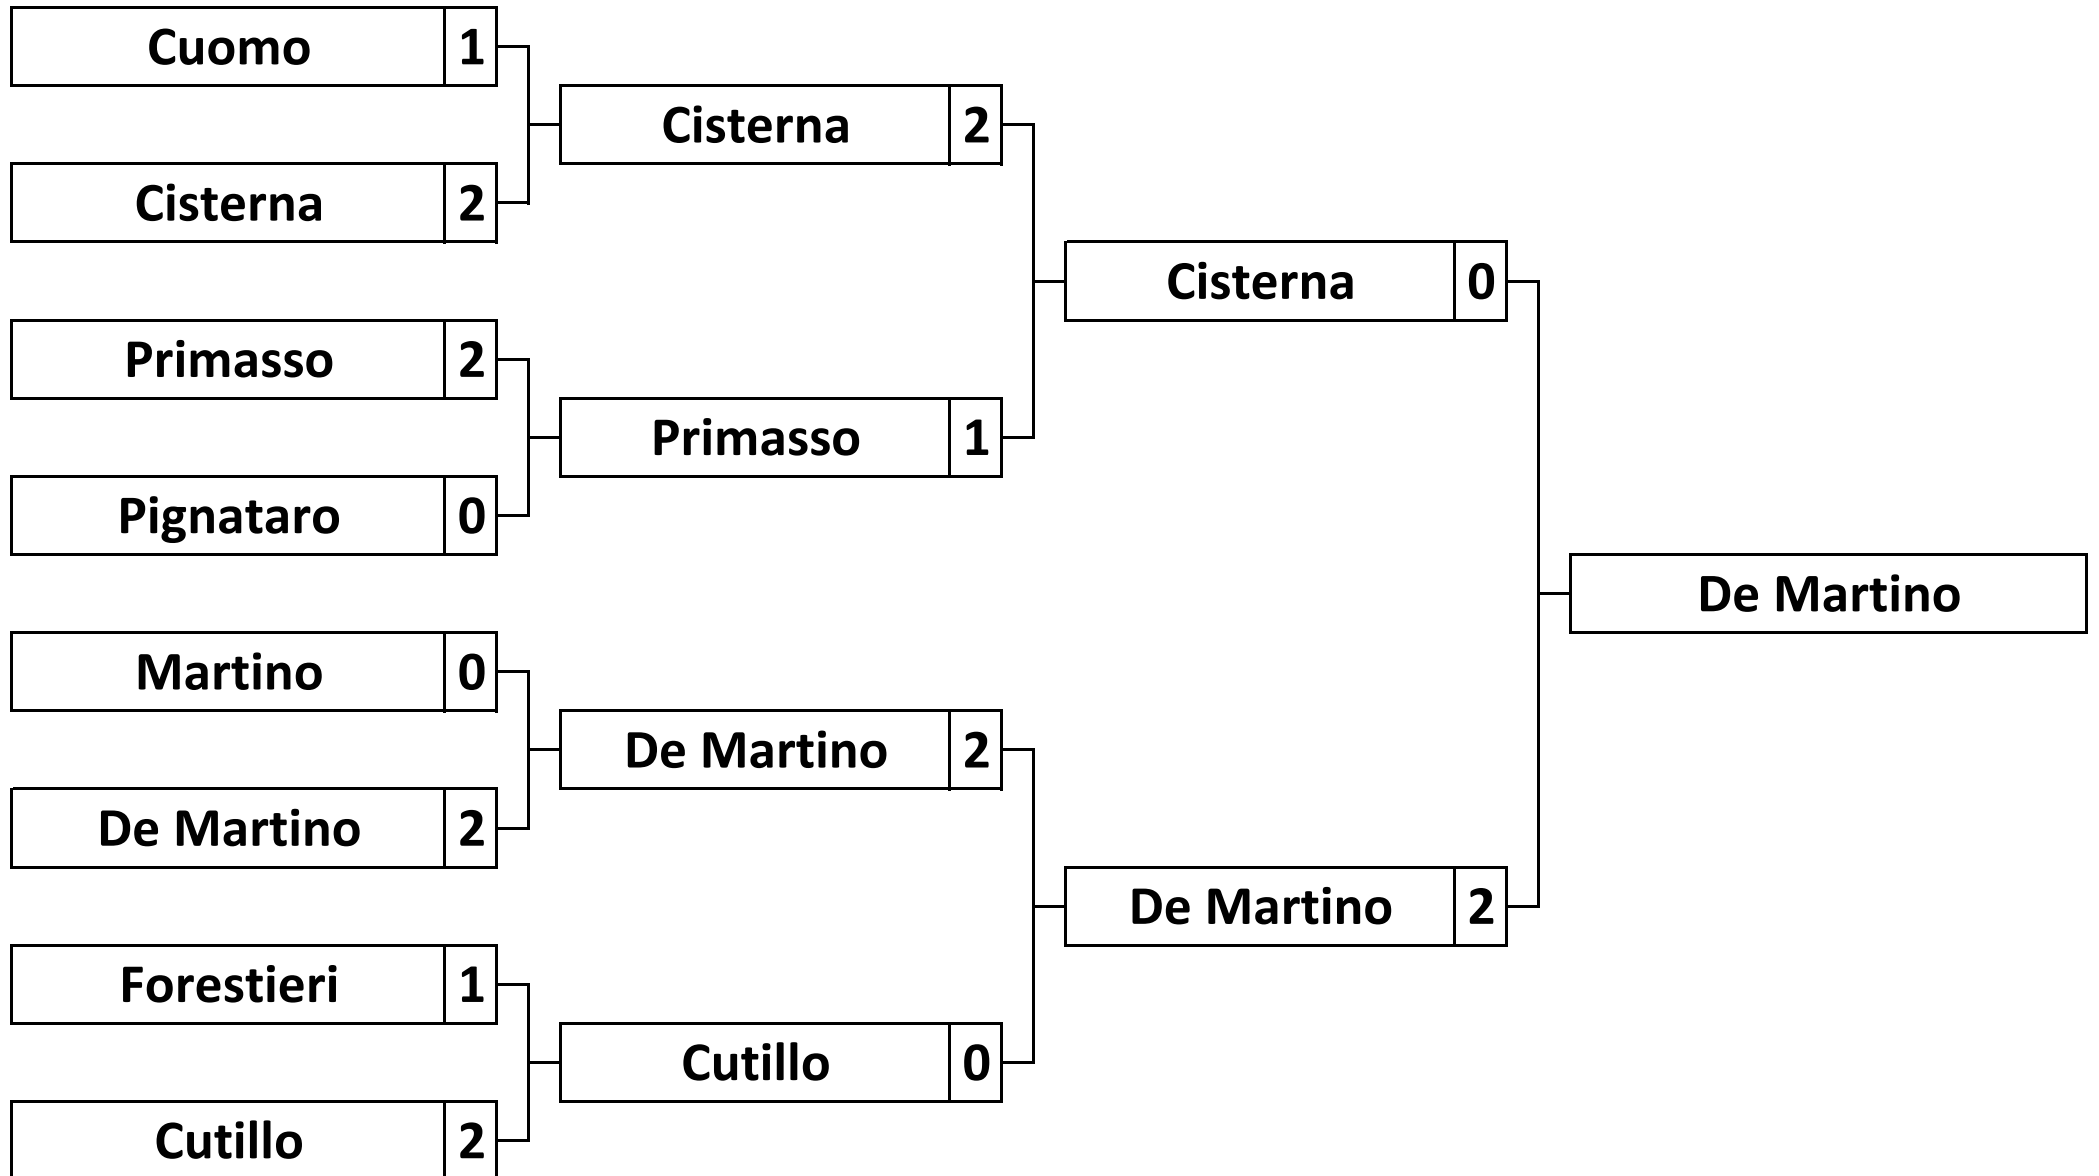 Cuomo 1
Cisterna 2
Cisterna 2
Cisterna 0
Primasso 2
Primasso 1
Pignataro 0
De Martino
Martino 0
De Martino 2
De Martino 2
De Martino 2
Forestieri 1
Cutillo 0
Cutillo 2